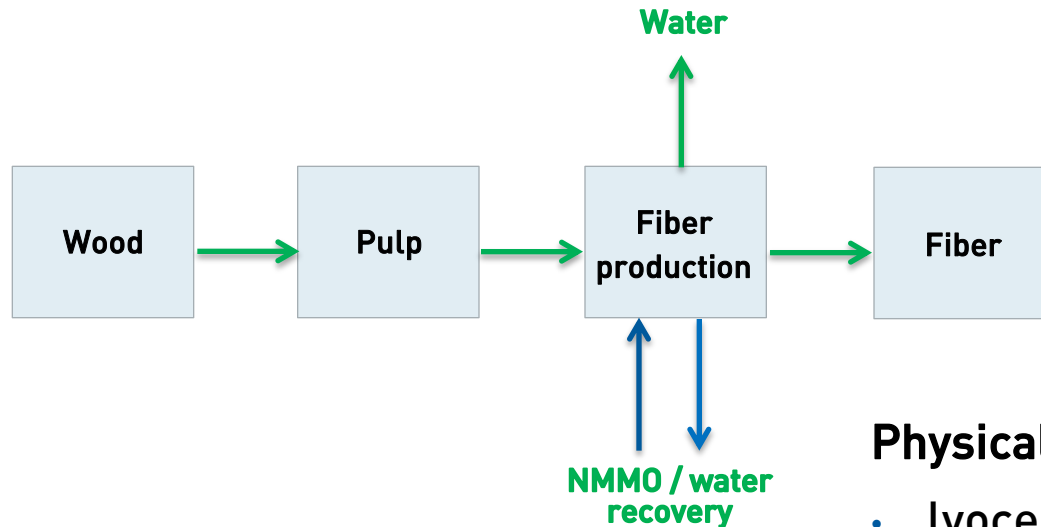 Water
Wood
Pulp
Fiber
production
Fiber
NMMO / water
recovery
Physical